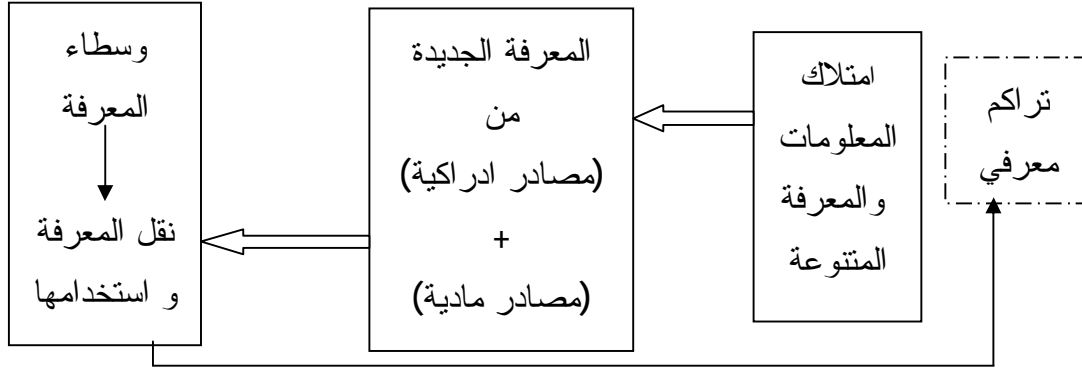 تراكم
معرفي
امتلاك
المعلومات
والمعرفة
المتنوعة
المعرفة الجديدة
من
(مصادر ادراكية)
+
(مصادر مادية)
وسطاء
المعرفة
نقل المعرفة
و استخدامها